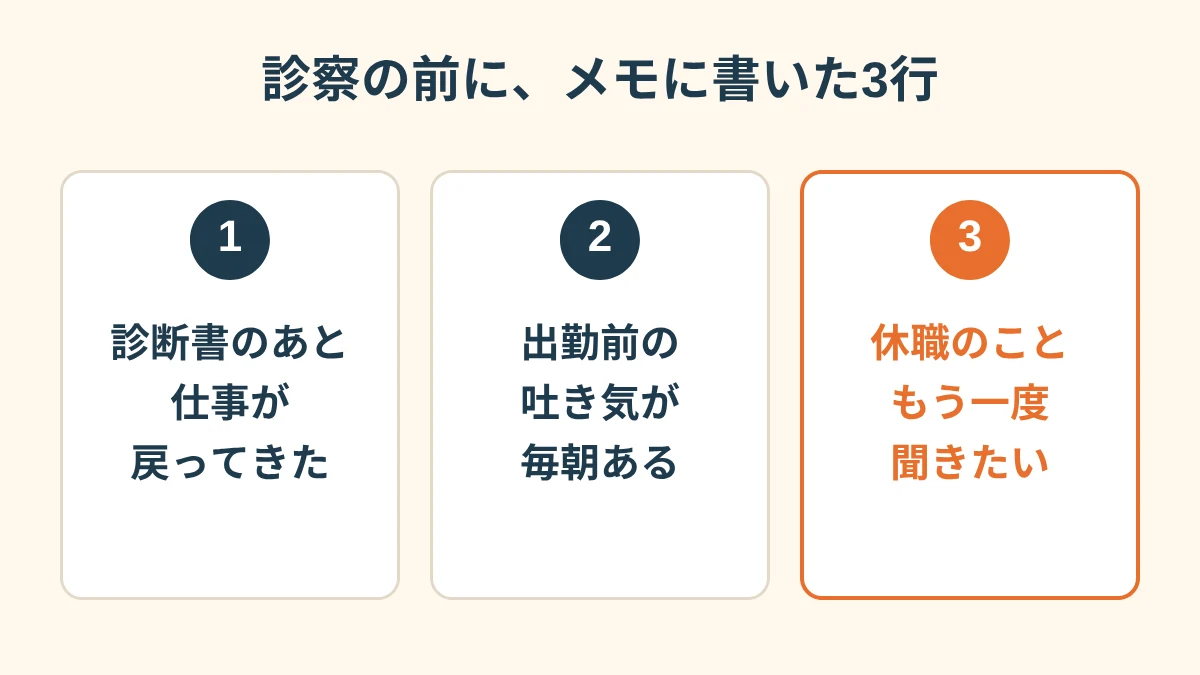 診察の前に、メモに書いた3行
1
診断書のあと
仕事が
戻ってきた
2
出勤前の
吐き気が
毎朝ある
3
休職のこと
もう一度
聞きたい